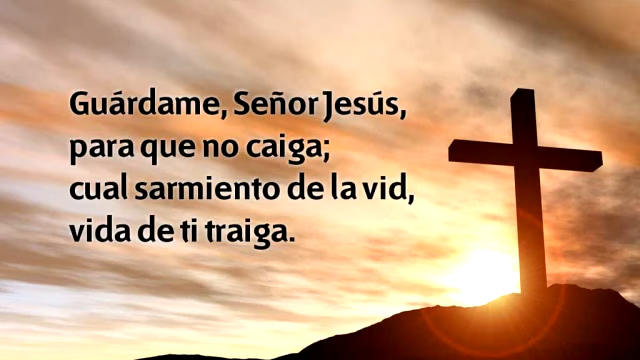 Guárdame, Señor Jesús,
para que no caiga;
cual sarmiento de la vid,
vida de ti traiga.